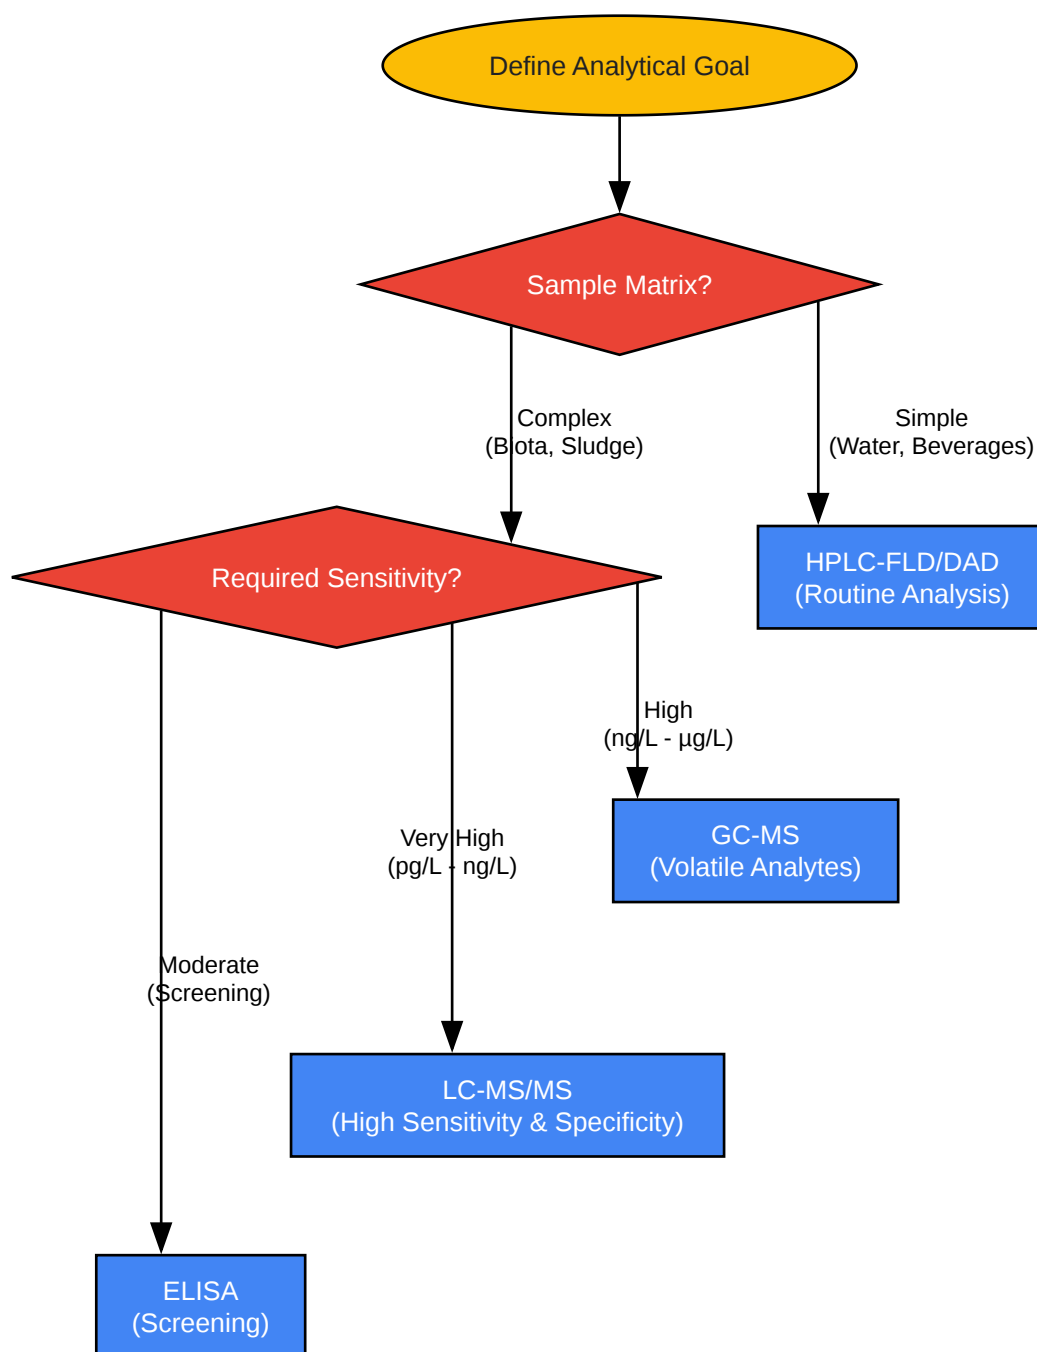 Define Analytical Goal
Sample Matrix?
Complex
(Biota, Sludge)
Simple
(Water, Beverages)
HPLC-FLD/DAD
(Routine Analysis)
Required Sensitivity?
High
(ng/L - µg/L)
GC-MS
(Volatile Analytes)
Very High
(pg/L - ng/L)
Moderate
(Screening)
LC-MS/MS
(High Sensitivity & Specificity)
ELISA
(Screening)